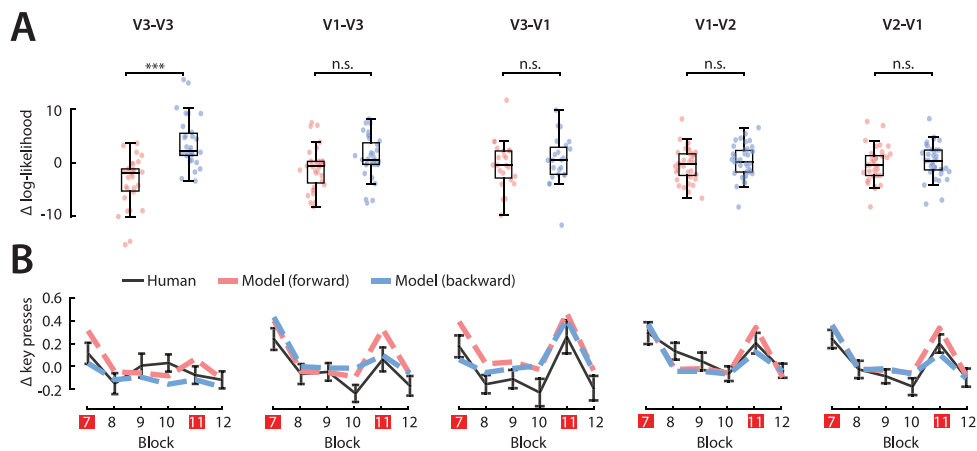 A
V3-V3 V1-V3 V3-V1 V1-V2 V2-V1
*** n.s. n.s. n.s. n.s.
Δ log-likelihood
10
0
-10
B
Human Model (forward) Model (backward)
Δ key presses
0.6
0.4
0.2
0.0
-0.2
7 8 9 10 11 12 7 8 9 10 11 12 7 8 9 10 11 12 7 8 9 10 11 12 7 8 9 10 11 12
Block Block Block Block Block